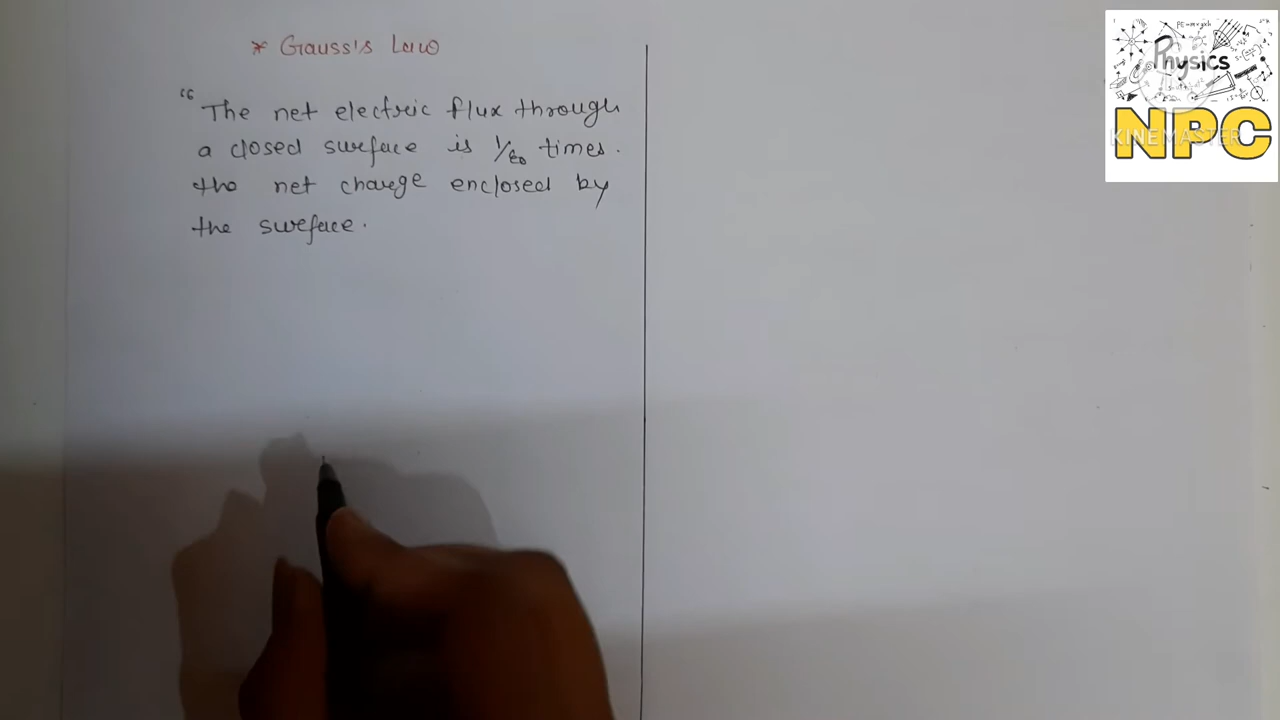 * Gauss's Law
"The net electric flux through
a closed surface is 1/ε₀ times.
the net charge enclosed by
the surface.
Physics
NPC
KINEMASTER